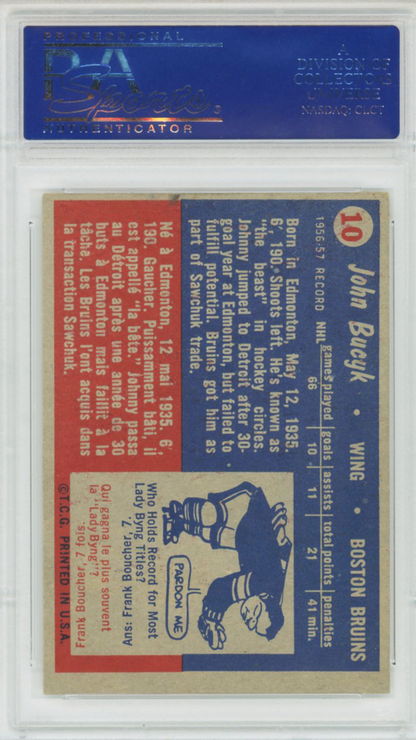 PROFESSIONAL
PSA
Sports
AUTHENTICATOR
A
DIVISION OF
COLLECTORS
UNIVERSE
NASDAQ: CLCT
10 John Bucyk • WING • BOSTON BRUINS
games played goals assists total points penalties
1956-57 RECORD NHL 66 10 11 21 41 min.
Born in Edmonton, May 12, 1935.
6', 190. Shoots left. He's known as
"the beast" in hockey circles.
Johnny jumped to Detroit after 30-
goal year at Edmonton, but failed to
fulfill potential. Bruins got him as
part of Sawchuk trade.
Né à Edmonton, 12 mai 1935. 6',
190. Gaucher. Puissamment bâti, il
est appellé "la bête." Johnny passa
au Détroit après une année de 30
buts à Edmonton mais faillit à la
tâche. Les Bruins l'ont acquis dans
la transaction Sawchuk.
PARDON ME
Who Holds Record for Most
Lady Byng Titles?
Ans: Frank Boucher, 7.
Qui gagna le plus souvent
la "Lady Byng"?
Frank Boucher, 7 fois.
©T.C.G. PRINTED IN U.S.A.